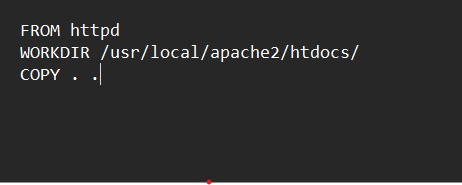 FROM httpd
WORKDIR /usr/local/apache2/htdocs/
COPY . .